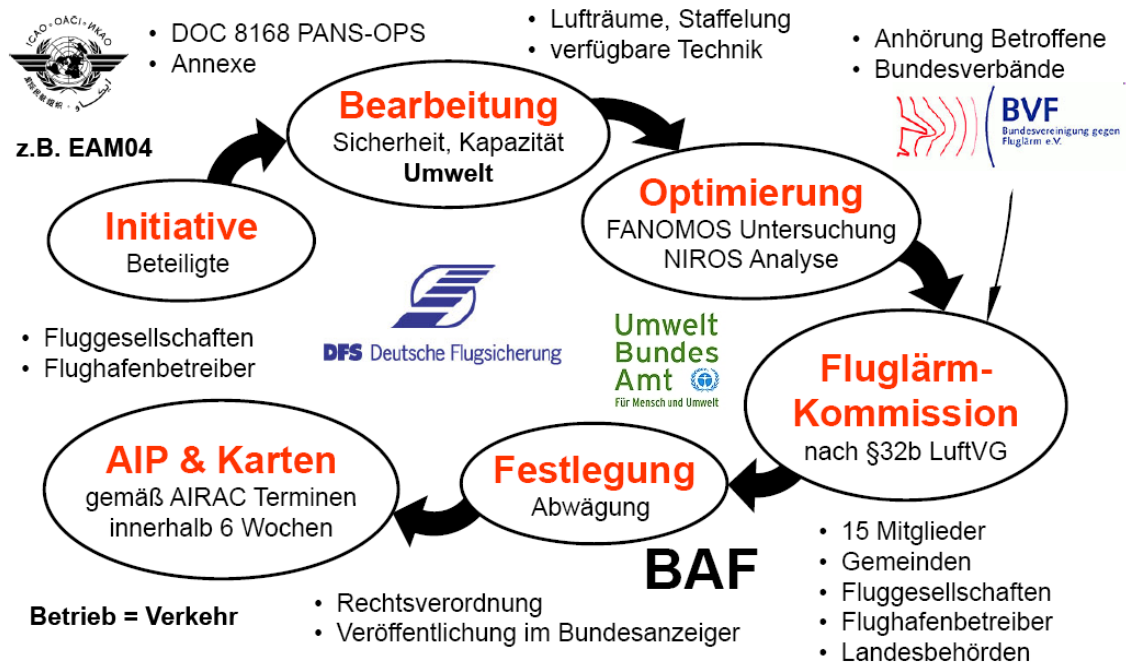 ICAO · OACI · ИКАО
• DOC 8168 PANS-OPS
• Annexe
• Lufträume, Staffelung
• verfügbare Technik
• Anhörung Betroffene
• Bundesverbände
BVF
Bundesvereinigung gegen
Fluglärm e.V.
z.B. EAM04
Bearbeitung
Sicherheit, Kapazität
Umwelt
Initiative
Beteiligte
Optimierung
FANOMOS Untersuchung
NIROS Analyse
• Fluggesellschaften
• Flughafenbetreiber
DFS Deutsche Flugsicherung
Umwelt
Bundes
Amt
Für Mensch und Umwelt
Fluglärm-
Kommission
nach §32b LuftVG
AIP & Karten
gemäß AIRAC Terminen
innerhalb 6 Wochen
Festlegung
Abwägung
BAF
• 15 Mitglieder
• Gemeinden
• Fluggesellschaften
• Flughafenbetreiber
• Landesbehörden
Betrieb = Verkehr
• Rechtsverordnung
• Veröffentlichung im Bundesanzeiger